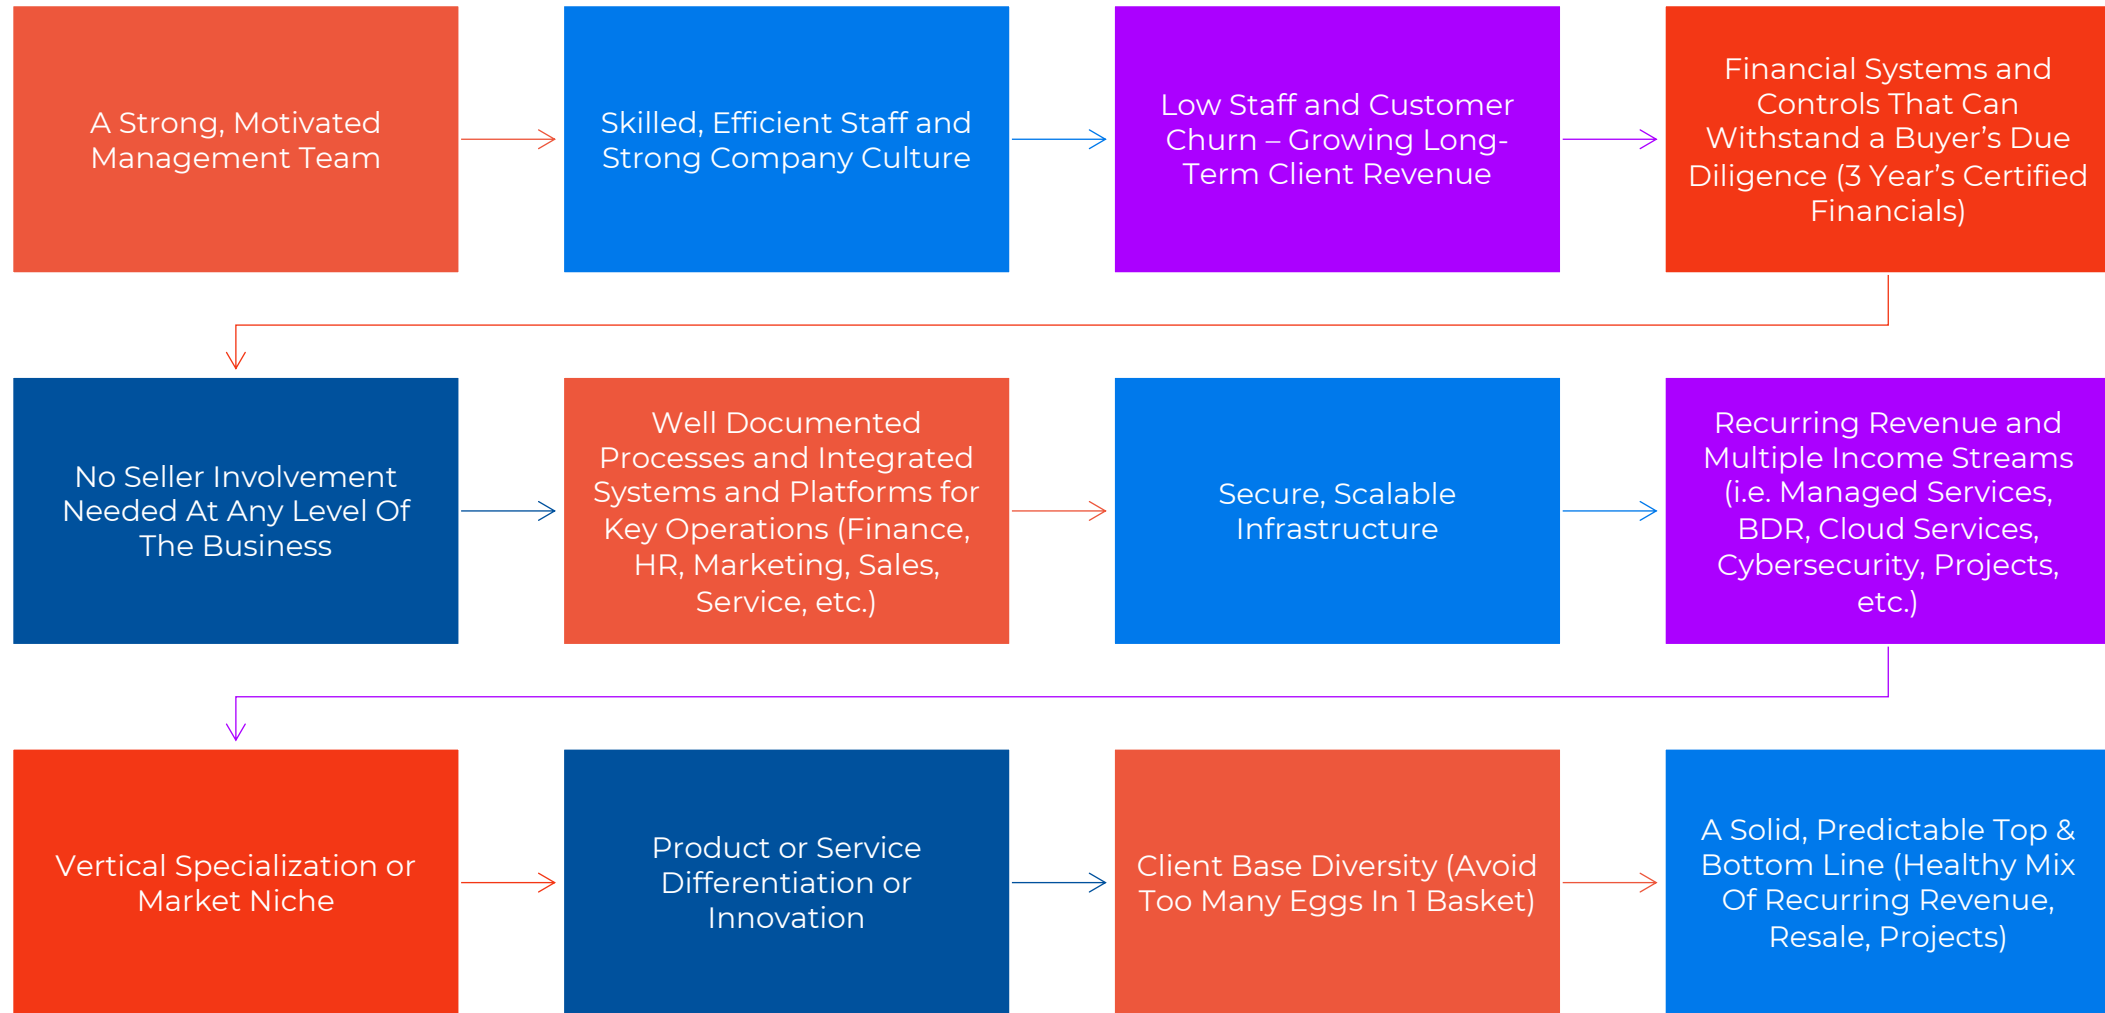 A Strong, Motivated
Management Team
Skilled, Efficient Staff and
Strong Company Culture
Low Staff and Customer
Churn – Growing Long-
Term Client Revenue
Financial Systems and
Controls That Can
Withstand a Buyer’s Due
Diligence (3 Year’s Certified
Financials)
No Seller Involvement
Needed At Any Level Of
The Business
Well Documented
Processes and Integrated
Systems and Platforms for
Key Operations (Finance,
HR, Marketing, Sales,
Service, etc.)
Secure, Scalable
Infrastructure
Recurring Revenue and
Multiple Income Streams
(i.e. Managed Services,
BDR, Cloud Services,
Cybersecurity, Projects,
etc.)
Vertical Specialization or
Market Niche
Product or Service
Differentiation or
Innovation
Client Base Diversity (Avoid
Too Many Eggs In 1 Basket)
A Solid, Predictable Top &
Bottom Line (Healthy Mix
Of Recurring Revenue,
Resale, Projects)